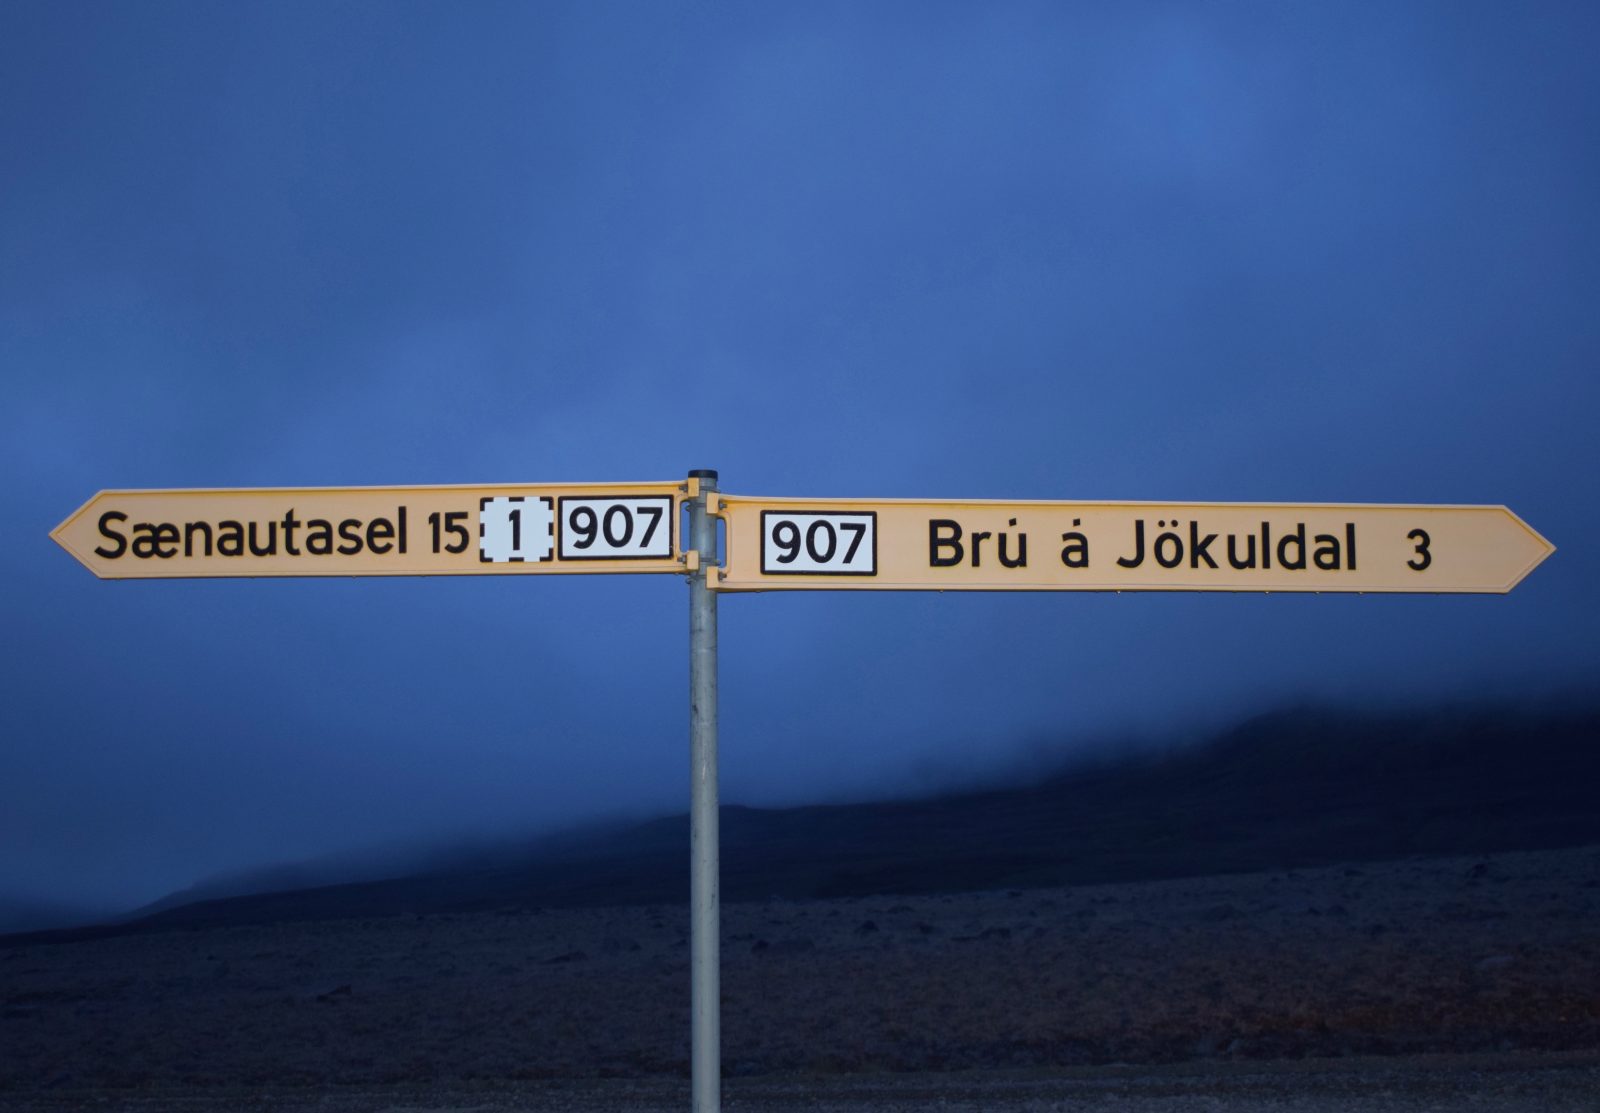 Sænautasel 15 1 907
907 Brú á Jökuldal 3